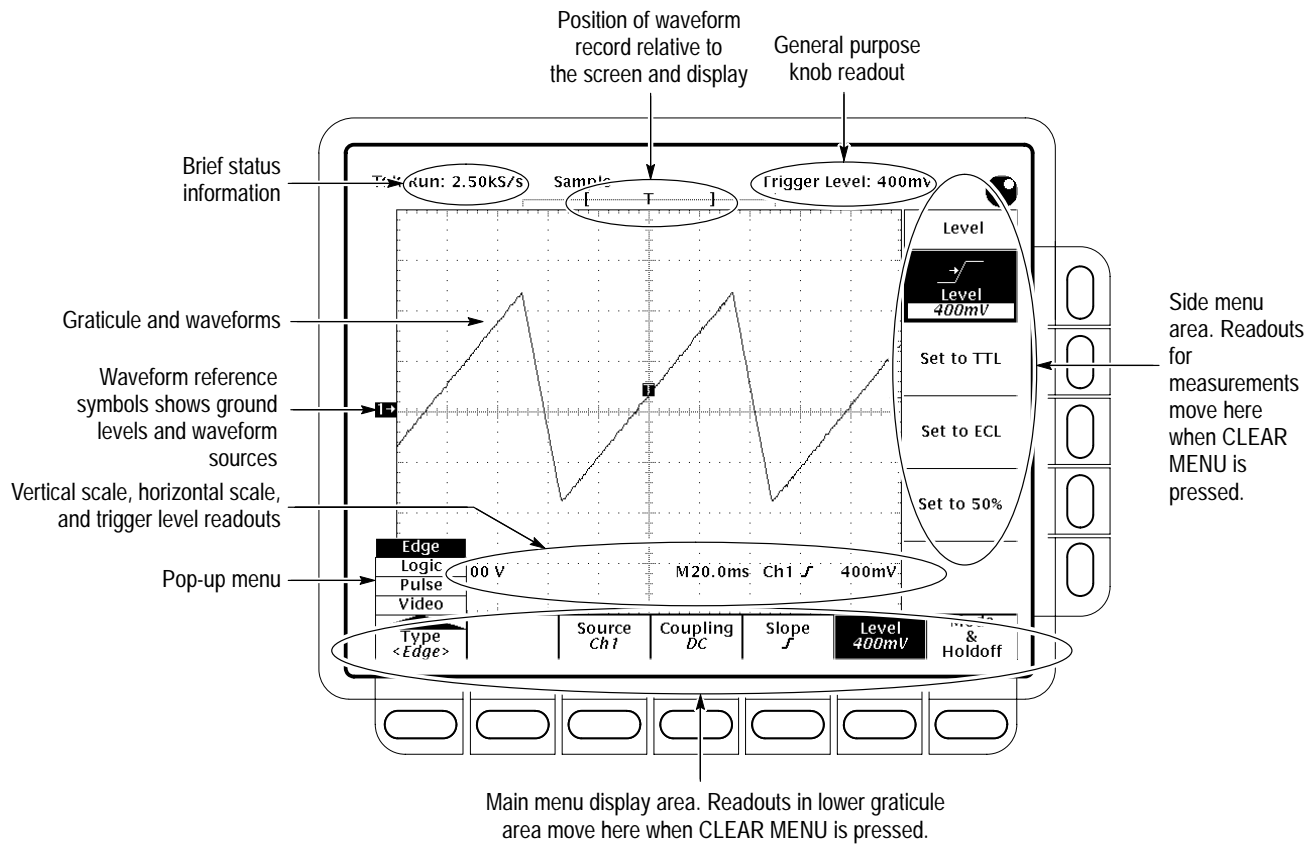 Position of waveform
record relative to
the screen and display
General purpose
knob readout
Brief status
information
Run: 2.50kS/s
Sample
Trigger Level: 400mV
[ T ]
Graticule and waveforms
Waveform reference
symbols shows ground
levels and waveform
sources
1→
Vertical scale, horizontal scale,
and trigger level readouts
Pop-up menu
Level
Level
400mV
Set to TTL
Set to ECL
Set to 50%
Side menu
area. Readouts
for
measurements
move here
when CLEAR
MENU is
pressed.
Edge
Logic
Pulse
Video
00 V M20.0ms Ch1 400mV
Type
<Edge>
Source
Ch1
Coupling
DC
Slope
Level
400mV
Mode
&
Holdoff
Main menu display area. Readouts in lower graticule
area move here when CLEAR MENU is pressed.